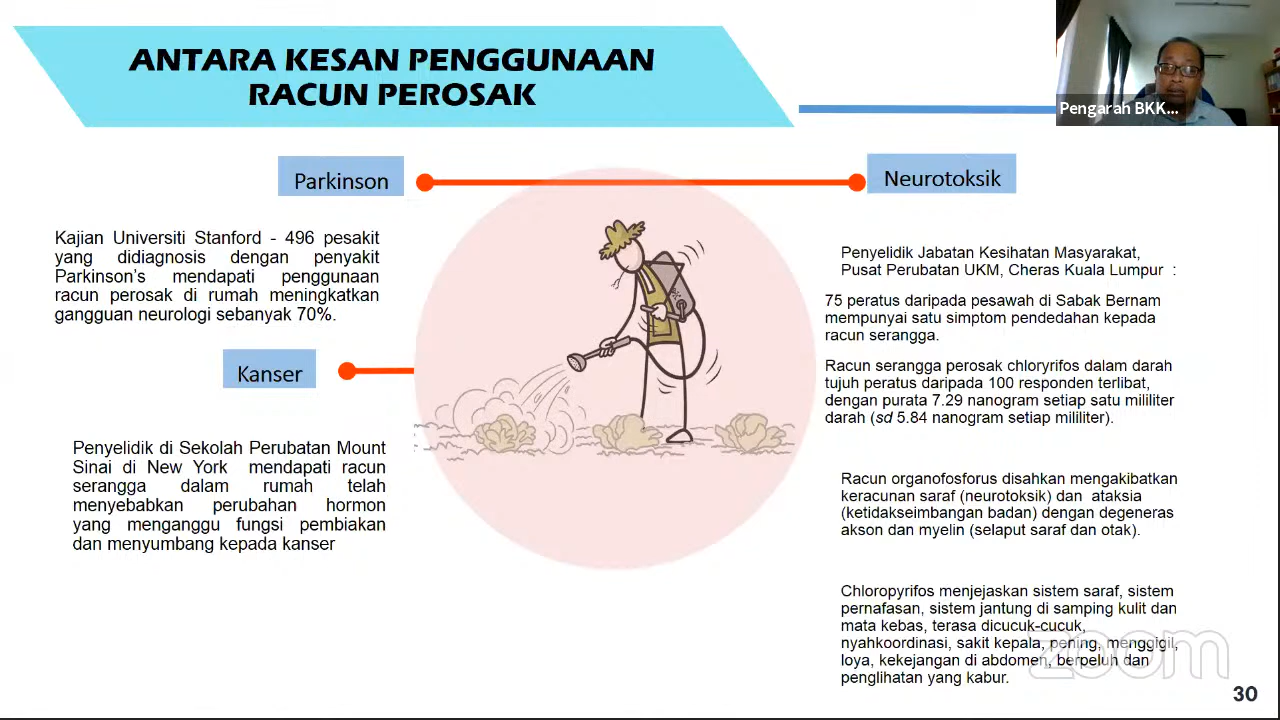 ANTARA KESAN PENGGUNAAN
RACUN PEROSAK
Pengarah BKK...
Parkinson
Neurotoksik
Kajian Universiti Stanford - 496 pesakit
yang didiagnosis dengan penyakit
Parkinson's mendapati penggunaan
racun perosak di rumah meningkatkan
gangguan neurologi sebanyak 70%.
Kanser
Penyelidik di Sekolah Perubatan Mount
Sinai di New York mendapati racun
serangga dalam rumah telah
menyebabkan perubahan hormon
yang menganggu fungsi pembiakan
dan menyumbang kepada kanser
Penyelidik Jabatan Kesihatan Masyarakat,
Pusat Perubatan UKM, Cheras Kuala Lumpur :
75 peratus daripada pesawah di Sabak Bernam
mempunyai satu simptom pendedahan kepada
racun serangga.
Racun serangga perosak chloryrifos dalam darah
tujuh peratus daripada 100 responden terlibat,
dengan purata 7.29 nanogram setiap satu mililiter
darah (sd 5.84 nanogram setiap mililiter).
Racun organofosforus disahkan mengakibatkan
keracunan saraf (neurotoksik) dan ataksia
(ketidakseimbangan badan) dengan degeneras
akson dan myelin (selaput saraf dan otak).
Chloropyrifos menjejaskan sistem saraf, sistem
pernafasan, sistem jantung di samping kulit dan
mata kebas, terasa dicucuk-cucuk,
nyahkoordinasi, sakit kepala, pening, menggigil,
loya, kekejangan di abdomen, berpeluh dan
penglihatan yang kabur.
zoom
30